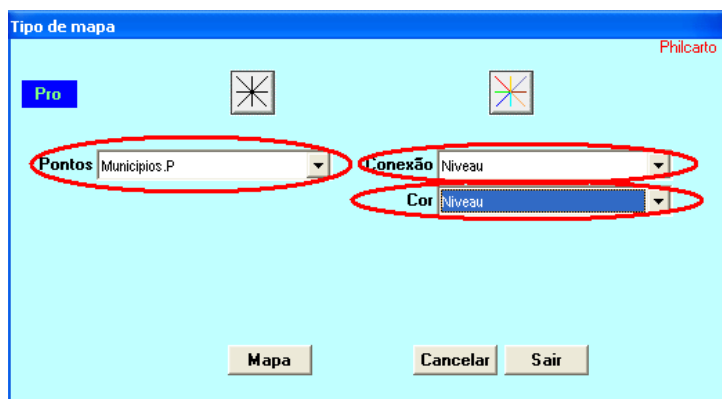 Tipo de mapa
Philcarto
Pro
Pontos Municipios.P Conexão Niveau
Cor Niveau
Mapa Cancelar Sair